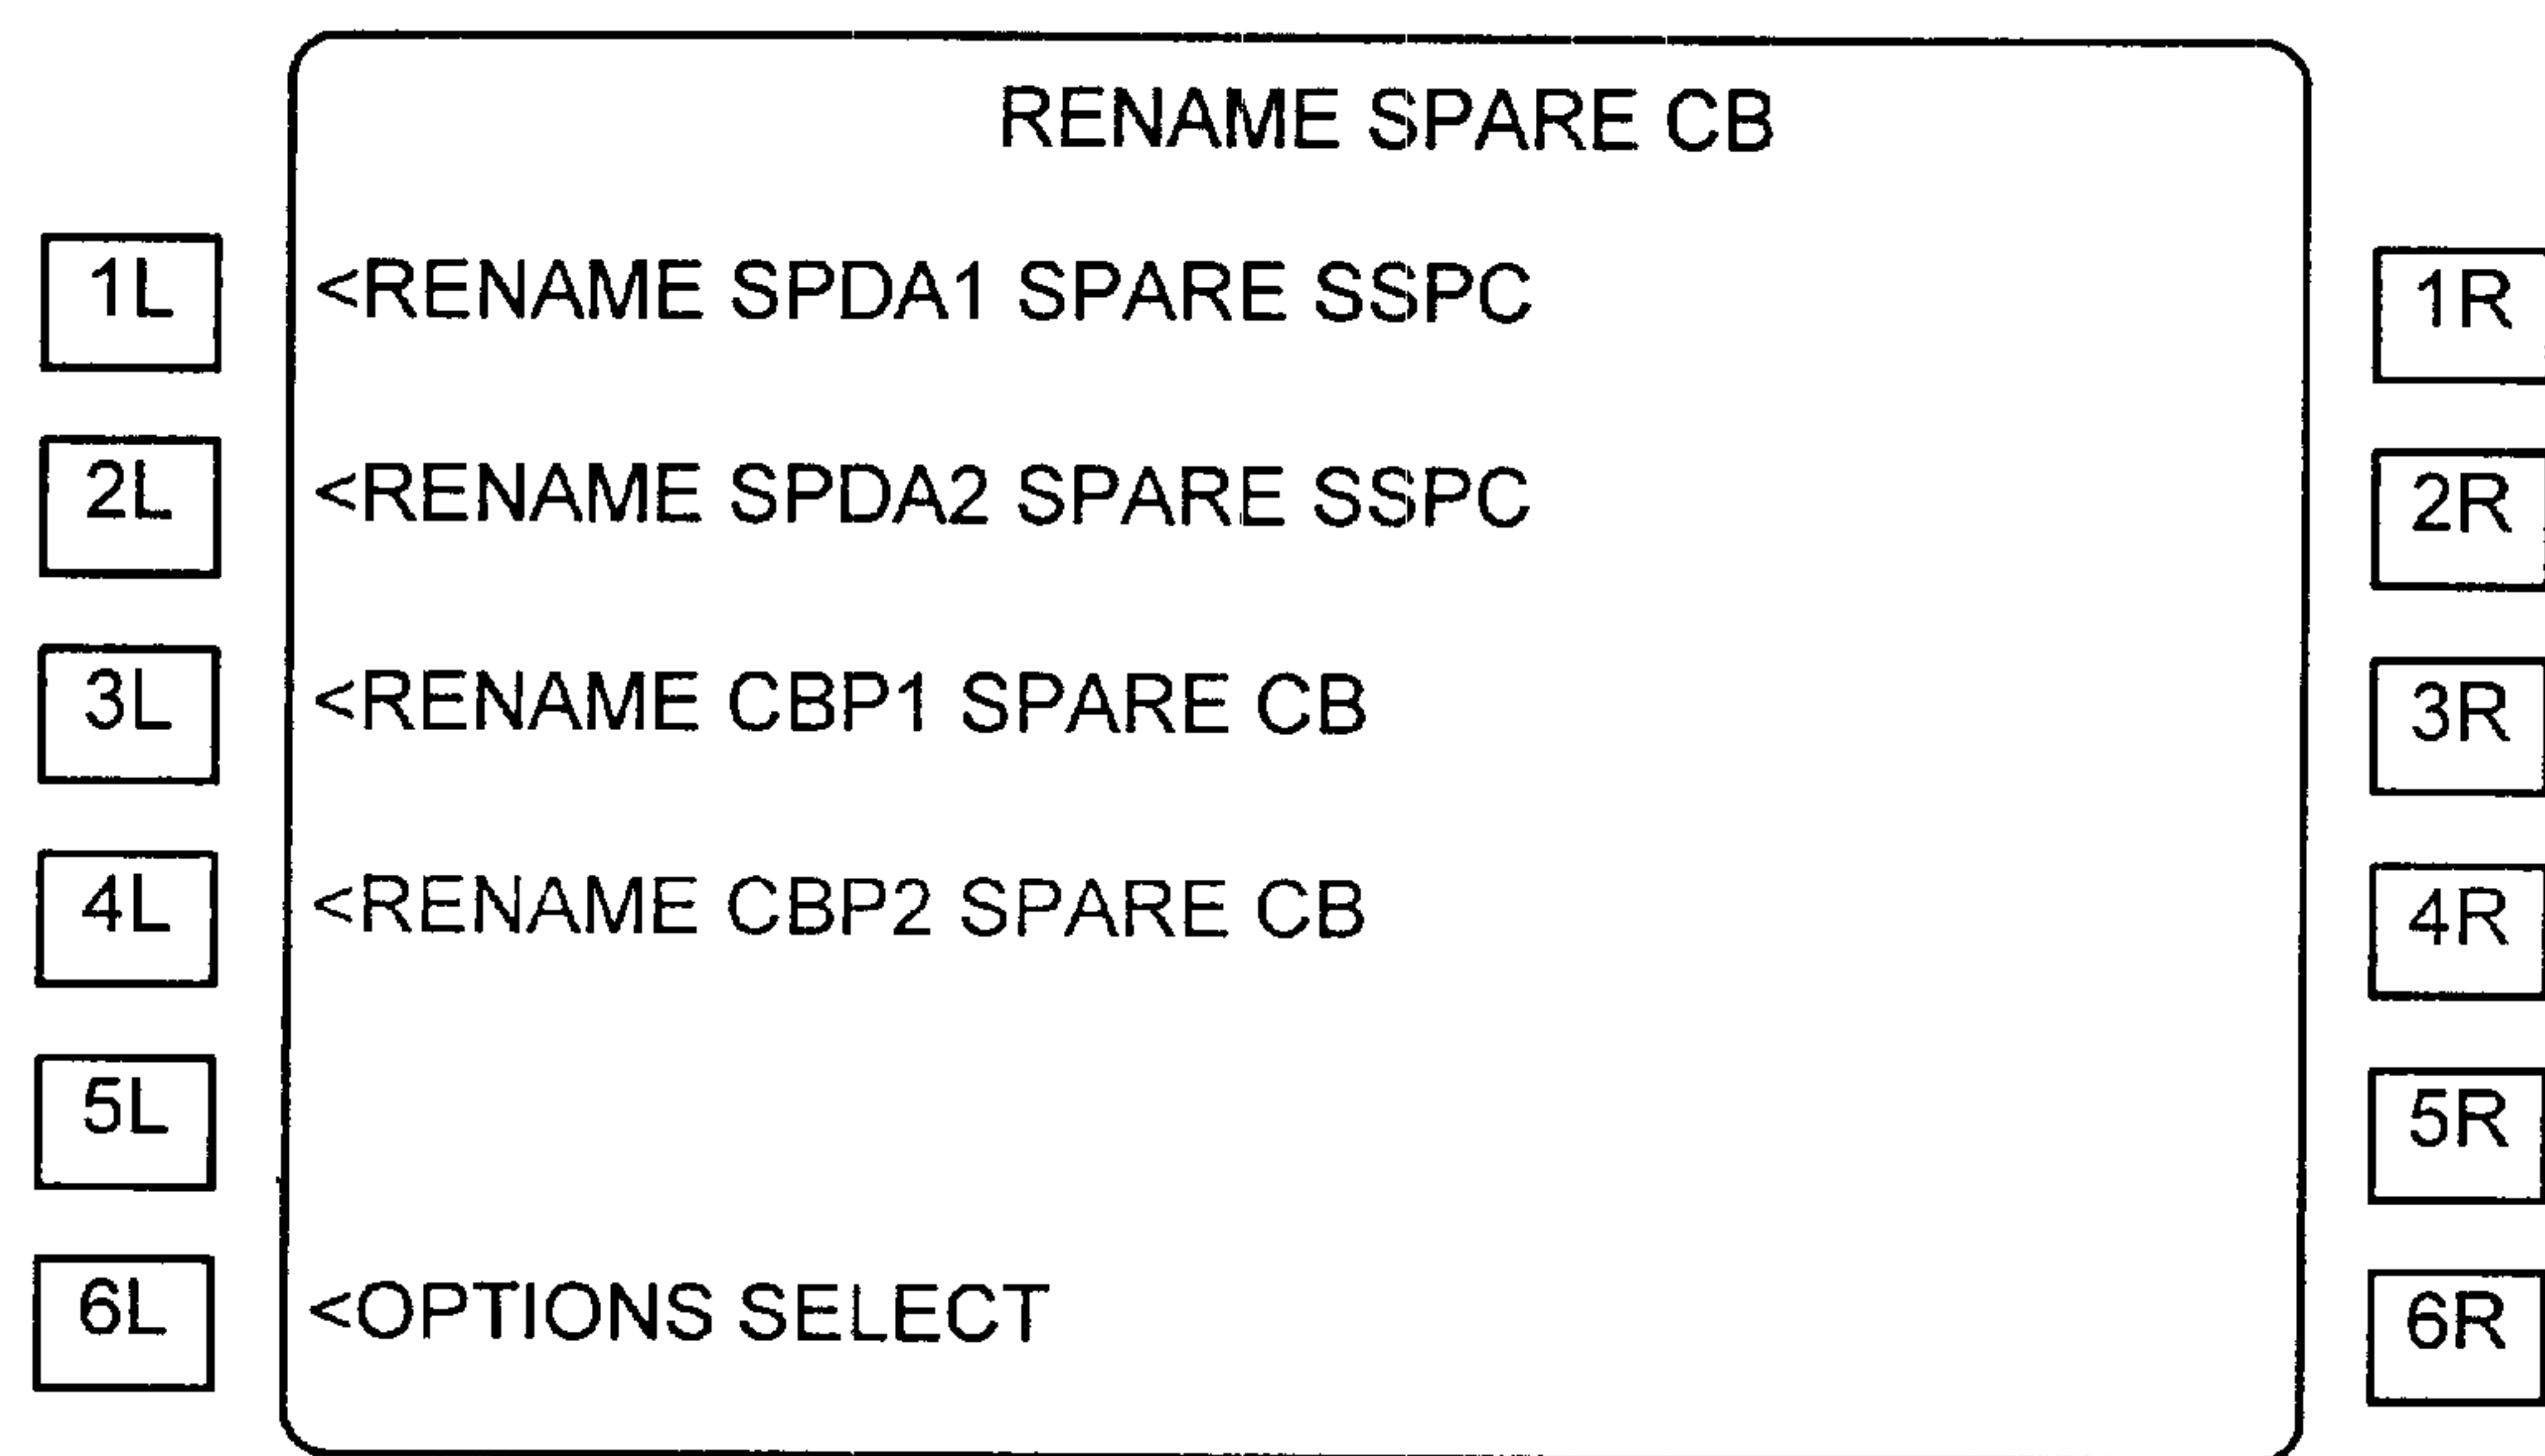 RENAME SPARE CB
1L <RENAME SPDA1 SPARE SSPC 1R
2L <RENAME SPDA2 SPARE SSPC 2R
3L <RENAME CBP1 SPARE CB 3R
4L <RENAME CBP2 SPARE CB 4R
5L 5R
6L <OPTIONS SELECT 6R